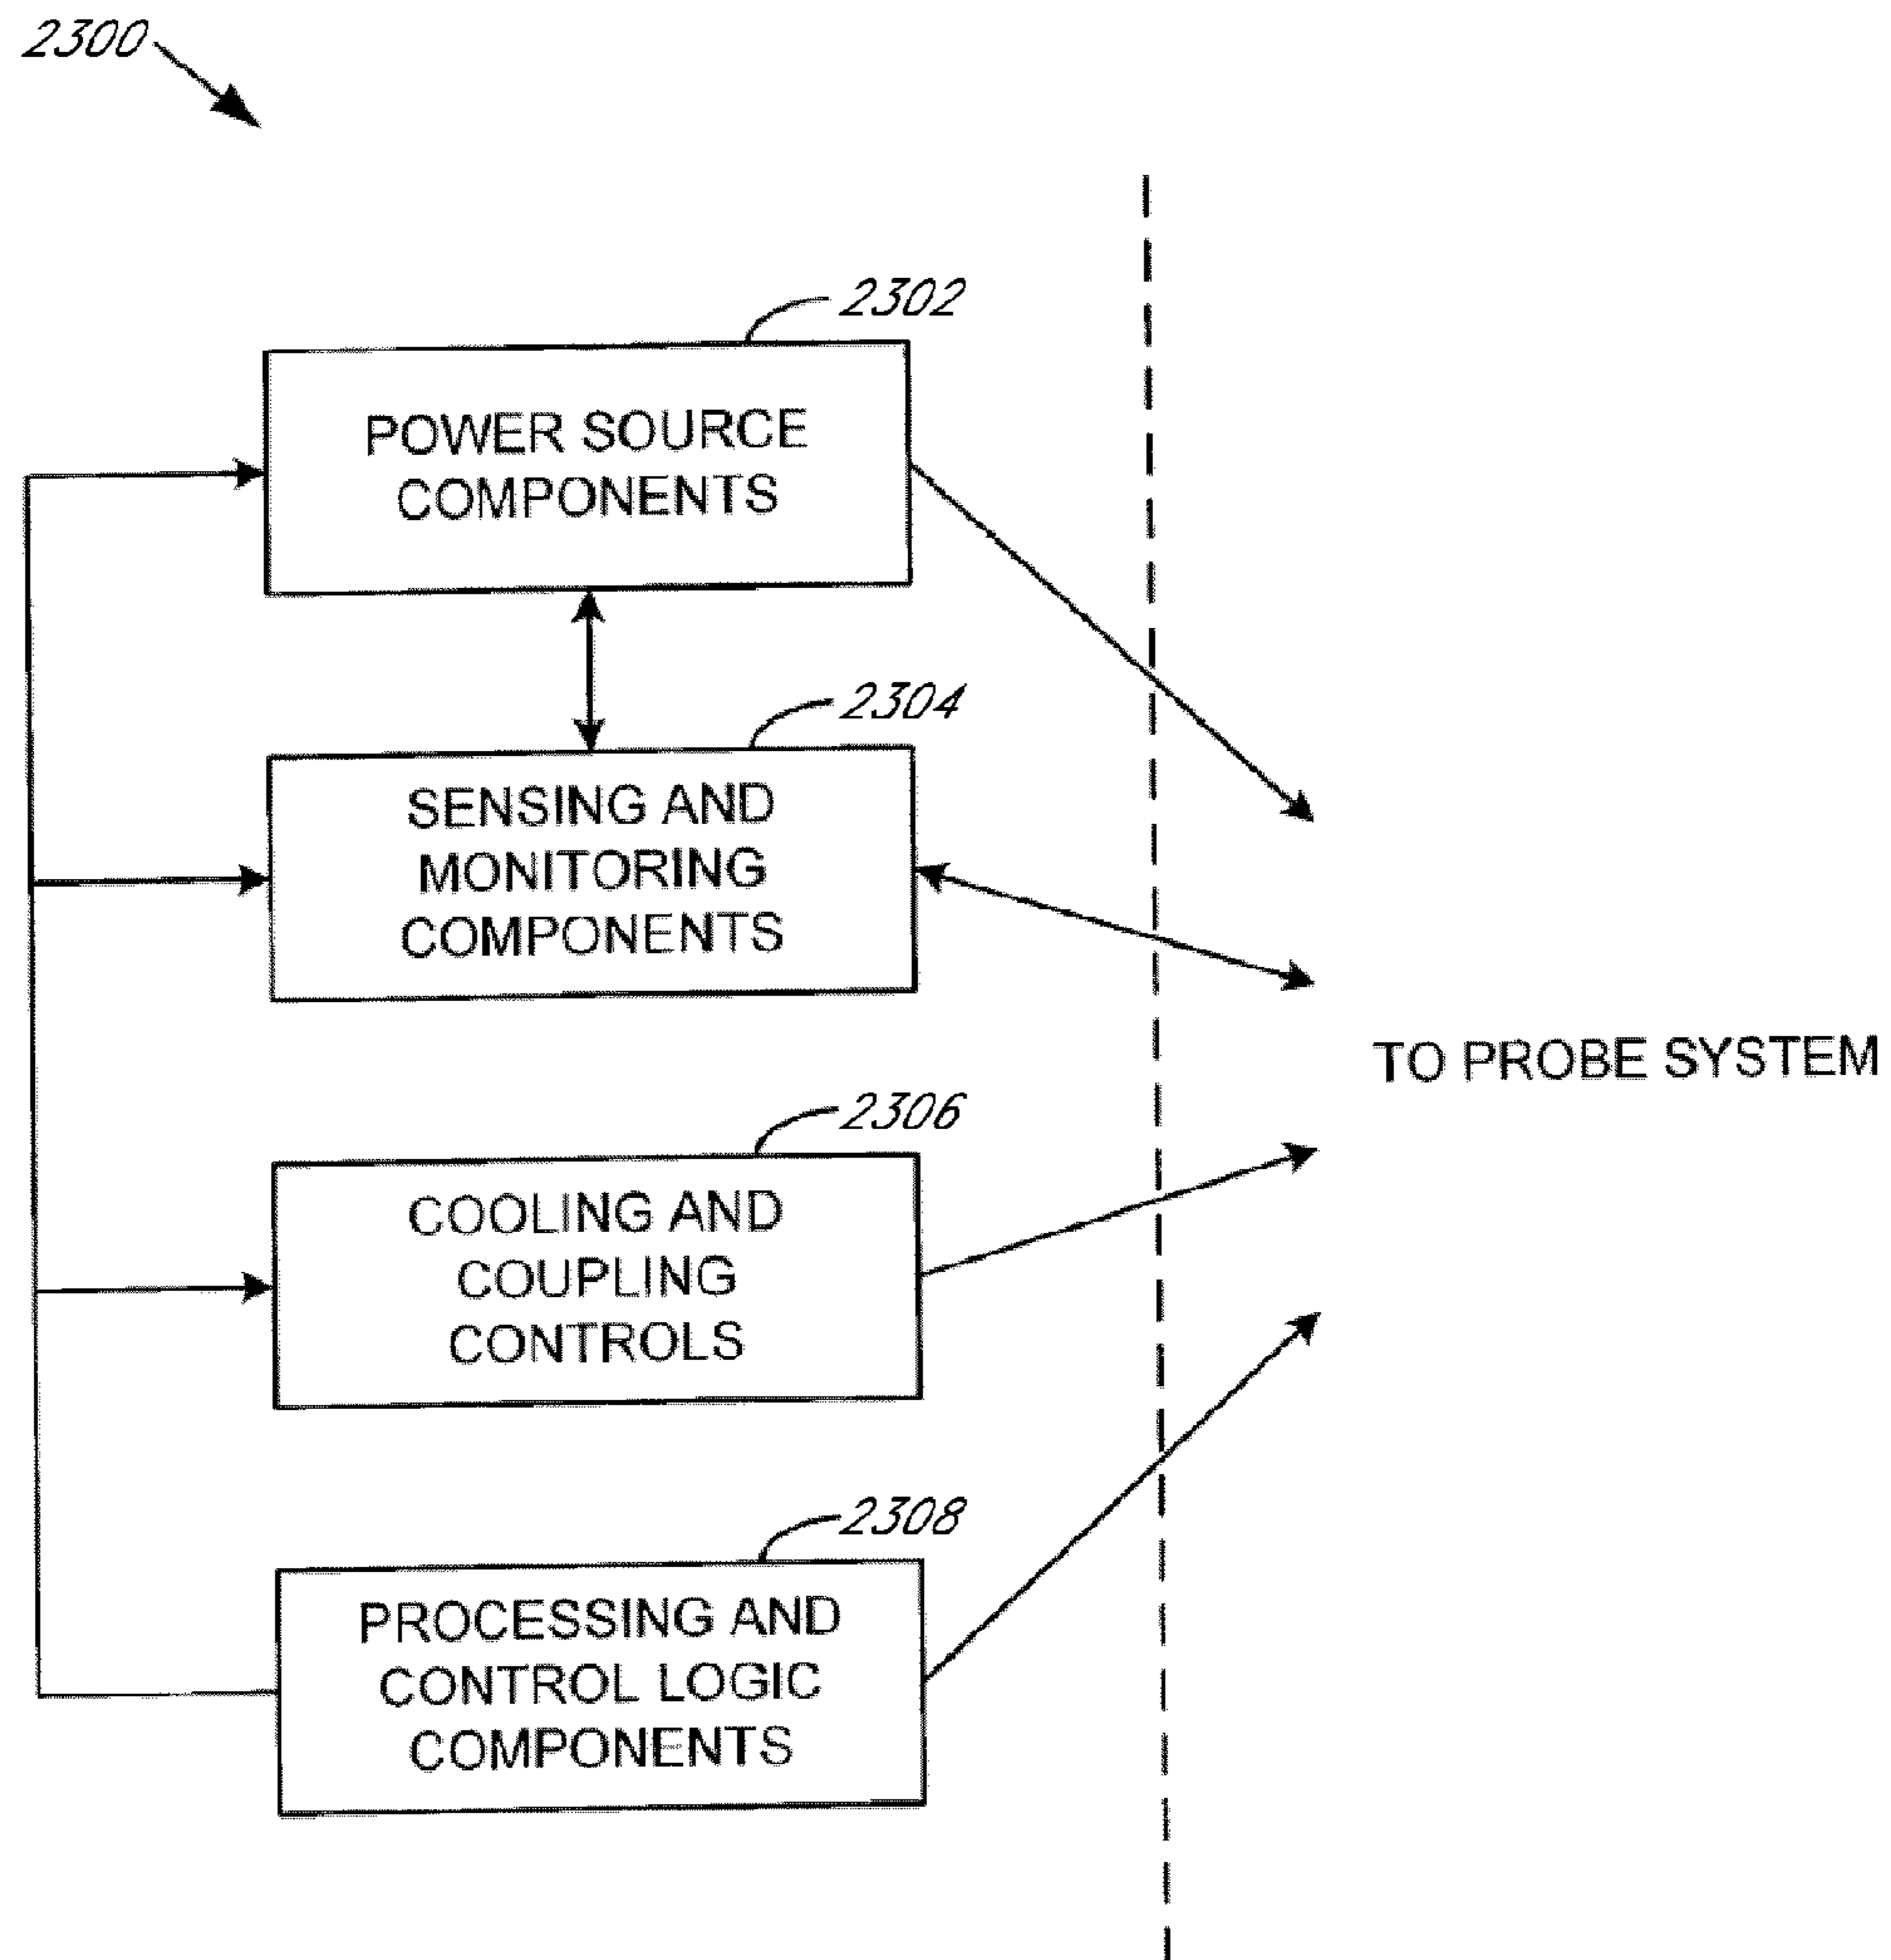 2300
2302
POWER SOURCE
COMPONENTS
2304
SENSING AND
MONITORING
COMPONENTS
TO PROBE SYSTEM
2306
COOLING AND
COUPLING
CONTROLS
2308
PROCESSING AND
CONTROL LOGIC
COMPONENTS